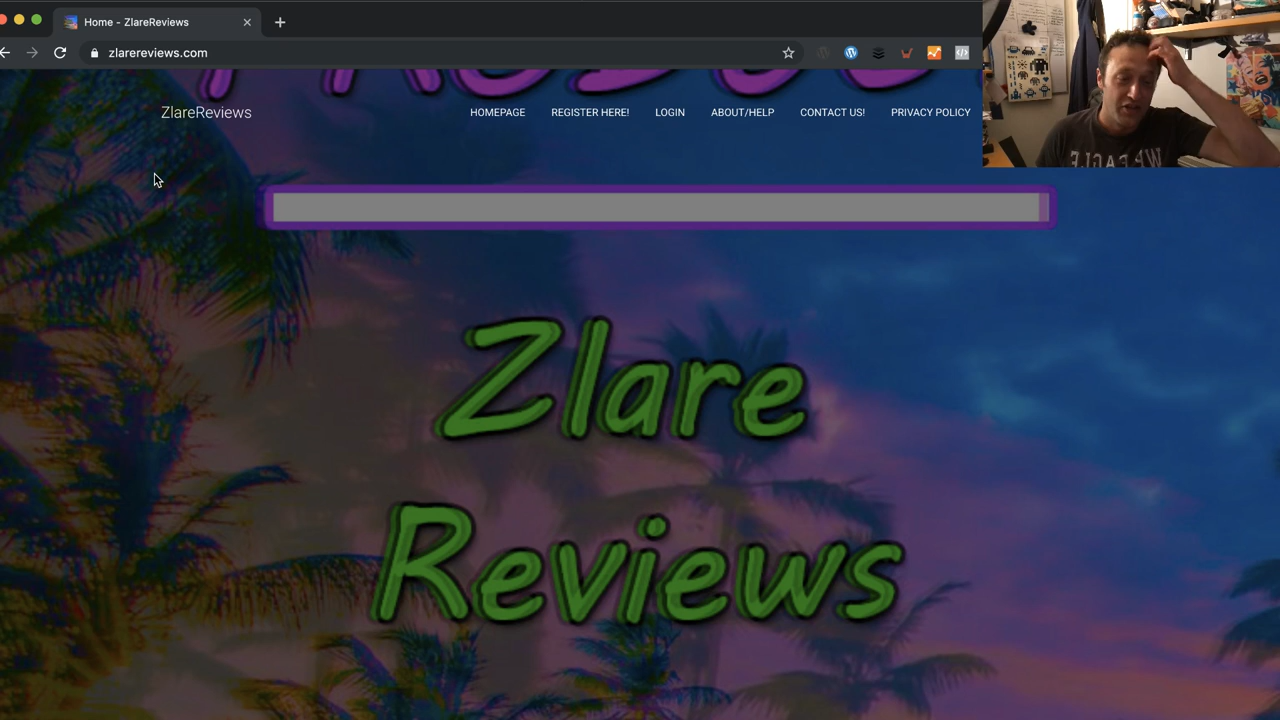 Home - ZlareReviews
zlarereviews.com
ZlareReviews
HOMEPAGE
REGISTER HERE!
LOGIN
ABOUT/HELP
CONTACT US!
PRIVACY POLICY
Zlare
Reviews